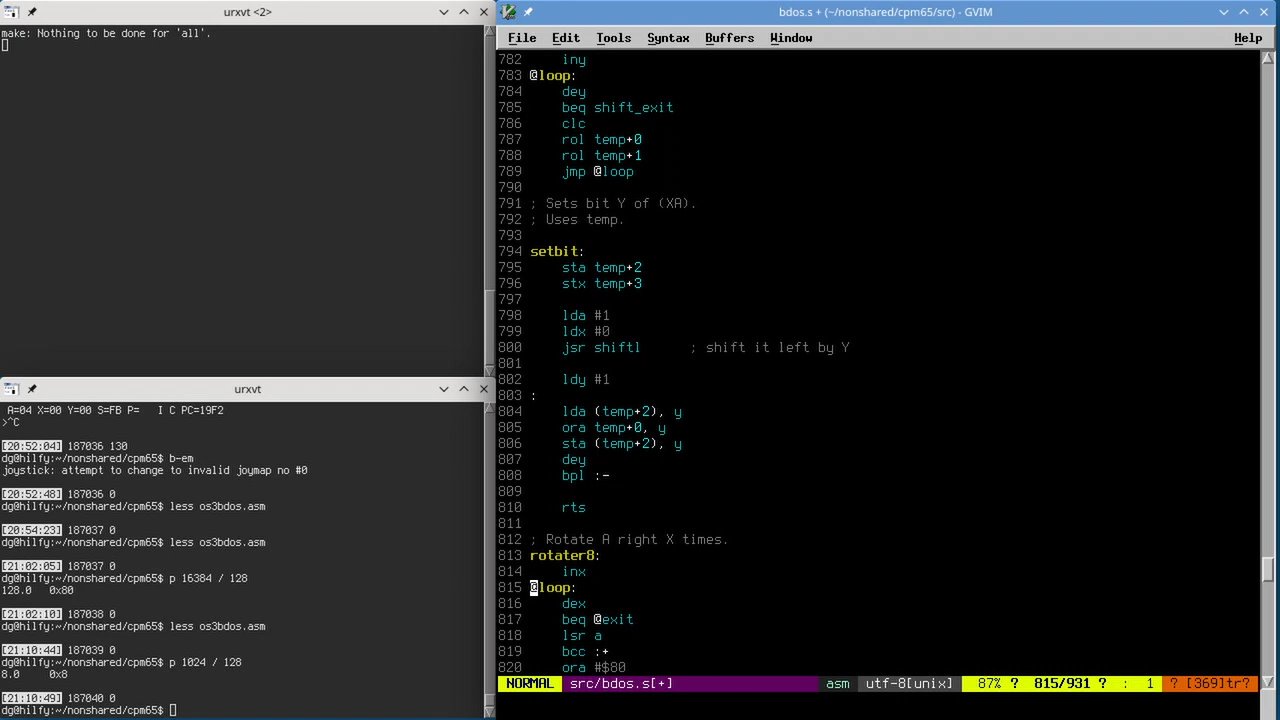 urxvt <2>
make: Nothing to be done for 'all'.
urxvt
A=04 X=00 Y=00 S=FB P=   I C PC=19F2
>^C
[20:52:04] 187036 130
dg@hilfy:~/nonshared/cpm65$ b-em
joystick: attempt to change to invalid joymap no #0
[20:52:48] 187036 0
dg@hilfy:~/nonshared/cpm65$ less os3bdos.asm
[20:54:23] 187037 0
dg@hilfy:~/nonshared/cpm65$ less os3bdos.asm
[21:02:05] 187037 0
dg@hilfy:~/nonshared/cpm65$ p 16384 / 128
128.0   0x80
[21:02:10] 187038 0
dg@hilfy:~/nonshared/cpm65$ less os3bdos.asm
[21:10:44] 187039 0
dg@hilfy:~/nonshared/cpm65$ p 1024 / 128
8.0     0x8
[21:10:49] 187040 0
dg@hilfy:~/nonshared/cpm65$
bdos.s + (~/nonshared/cpm65/src) - GVIM
File Edit Tools Syntax Buffers Window Help
782     iny
783 @loop:
784     dey
785     beq shift_exit
786     clc
787     rol temp+0
788     rol temp+1
789     jmp @loop
790
791 ; Sets bit Y of (XA).
792 ; Uses temp.
793
794 setbit:
795     sta temp+2
796     stx temp+3
797
798     lda #1
799     ldx #0
800     jsr shiftl      ; shift it left by Y
801
802     ldy #1
803 :
804     lda (temp+2), y
805     ora temp+0, y
806     sta (temp+2), y
807     dey
808     bpl :-
809
810     rts
811
812 ; Rotate A right X times.
813 rotater8:
814     inx
815 @loop:
816     dex
817     beq @exit
818     lsr a
819     bcc :+
820     ora #$80
NORMAL src/bdos.s[+] asm utf-8[unix] 87% ? 815/931 ? : 1 ? [369]tr?